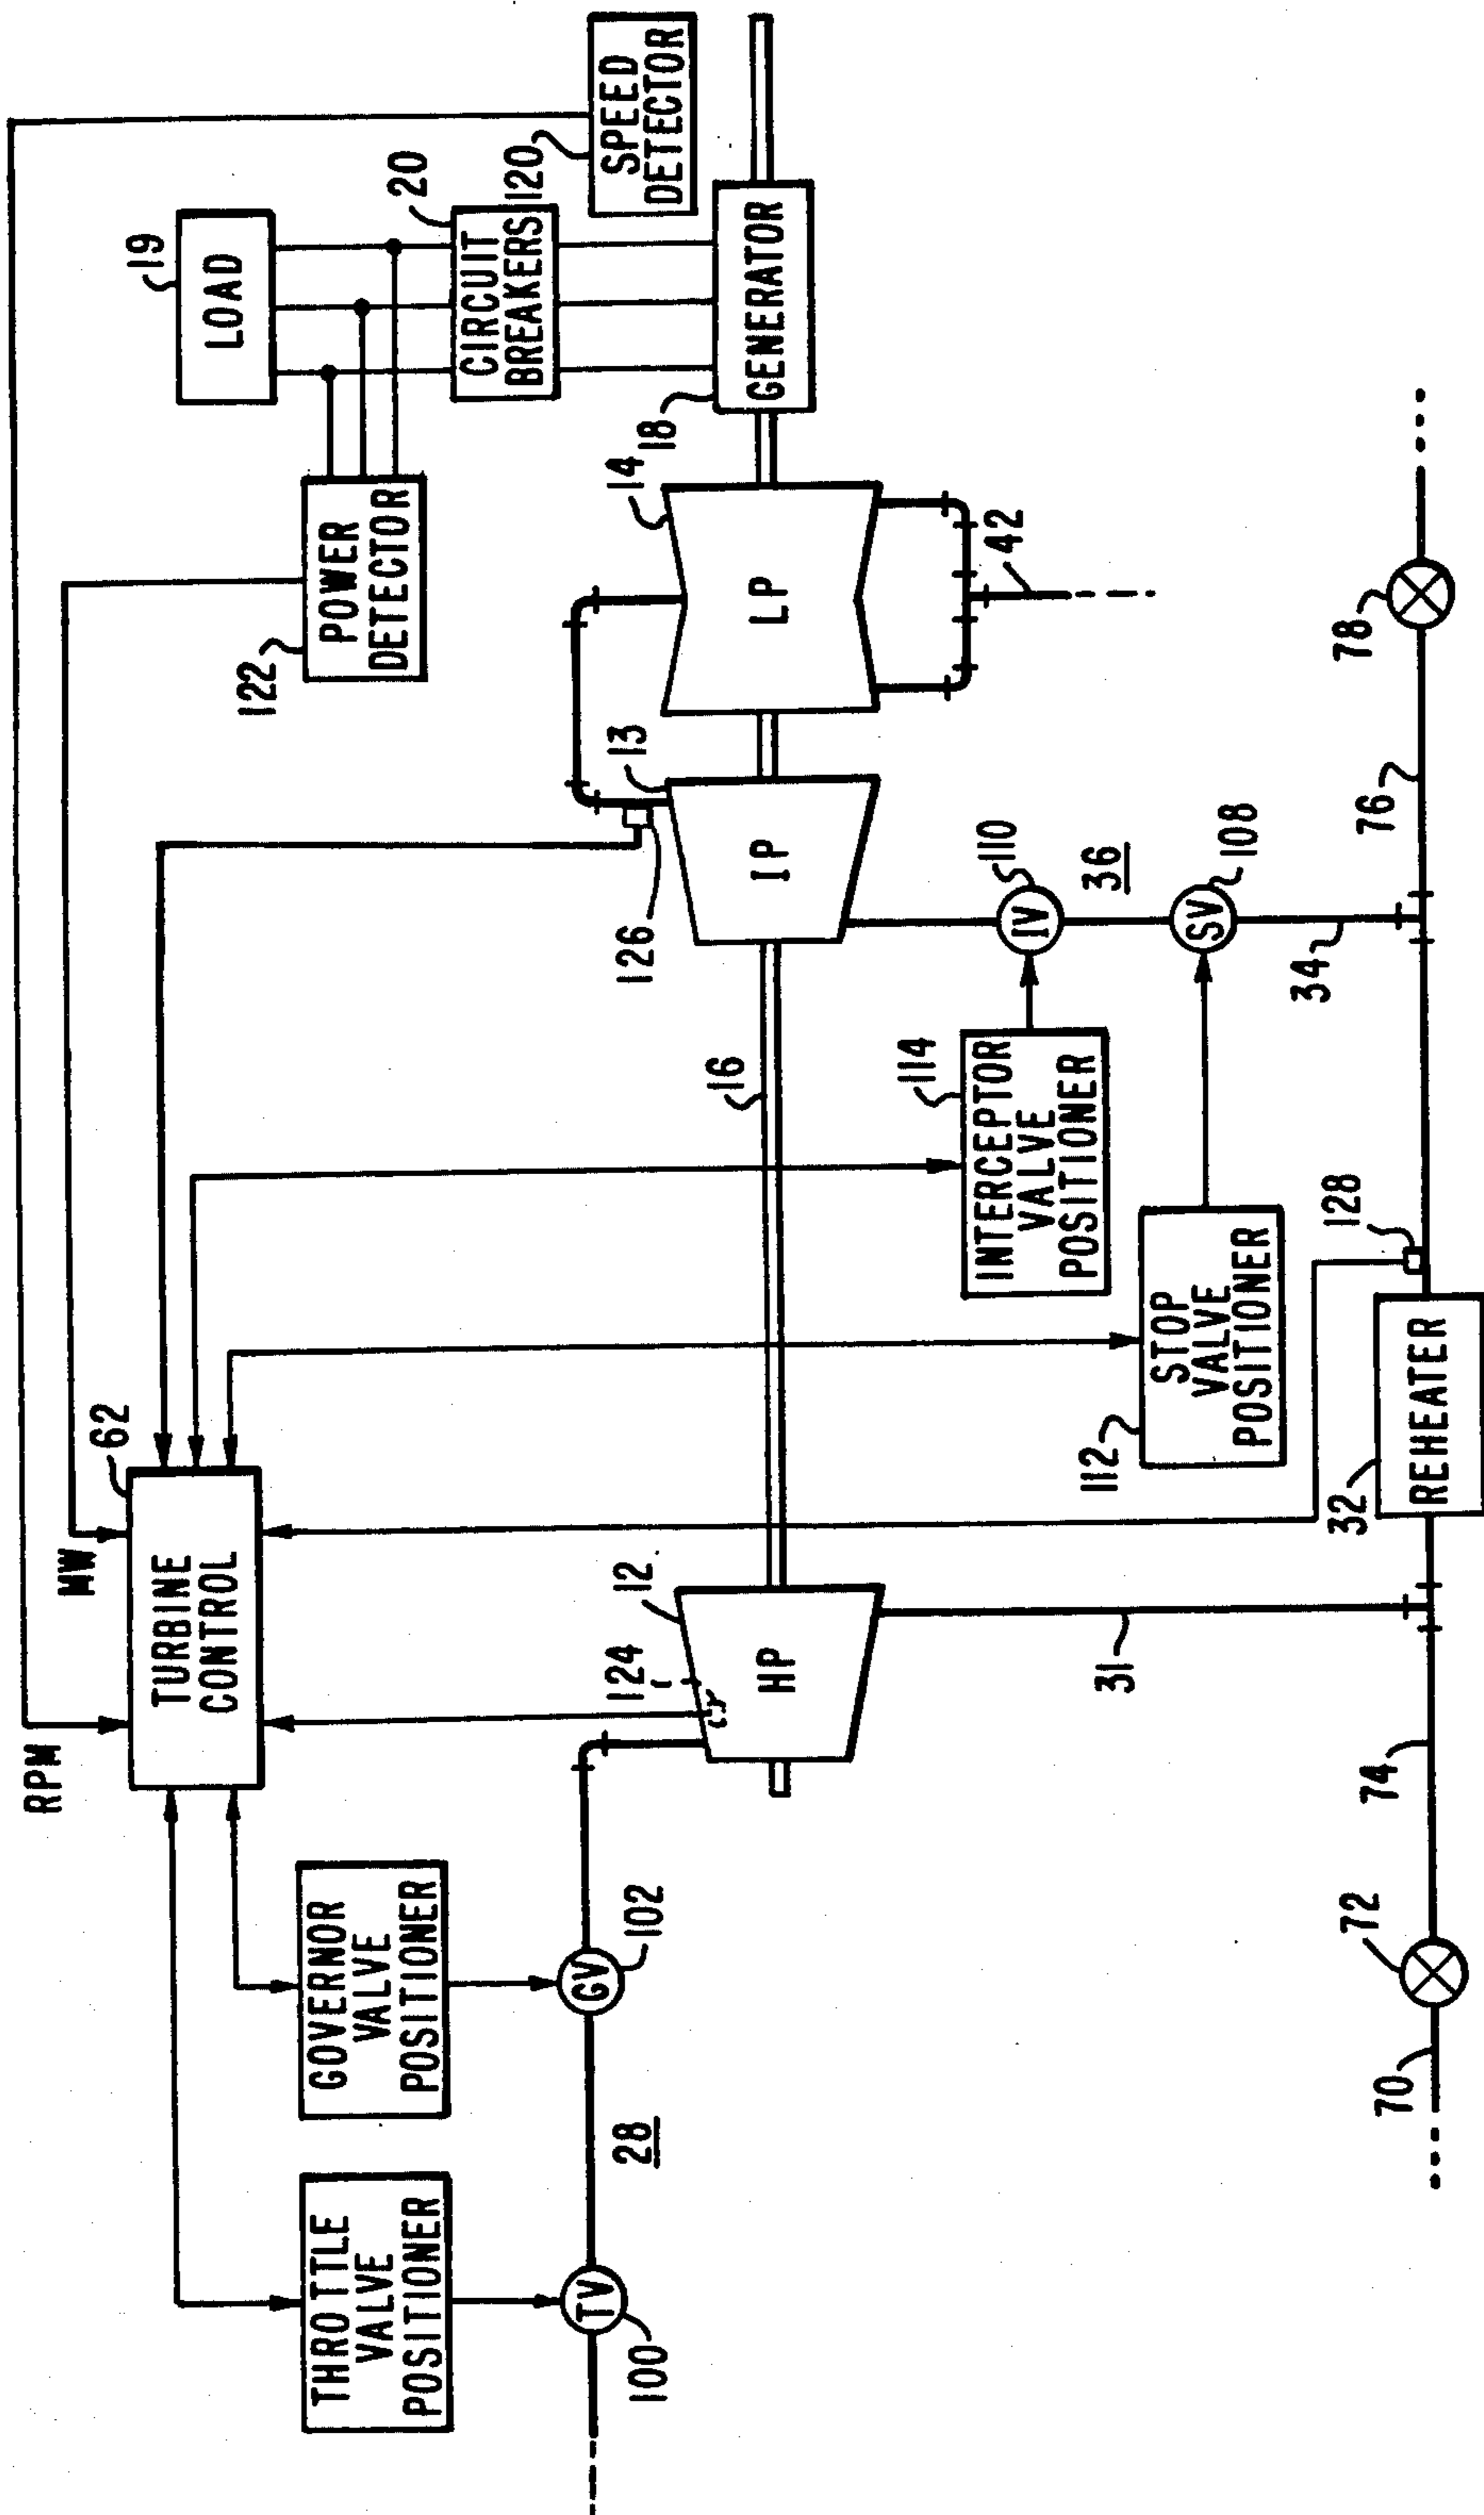 RPM
MW
62
19
TURBINE
CONTROL
LOAD
122
THROTTLE
VALVE
POSITIONER
GOVERNOR
VALVE
POSITIONER
POWER
DETECTOR
20
CIRCUIT
BREAKERS
120
SPEED
DETECTOR
TV
GV
100
28
102
124
12
126
13
14
18
HP
16
IP
LP
GENERATOR
114
INTERCEPTOR
VALVE
POSITIONER
110
IV
42
31
112
STOP
VALVE
POSITIONER
36
SV
108
34
128
70
72
74
32
76
78
REHEATER